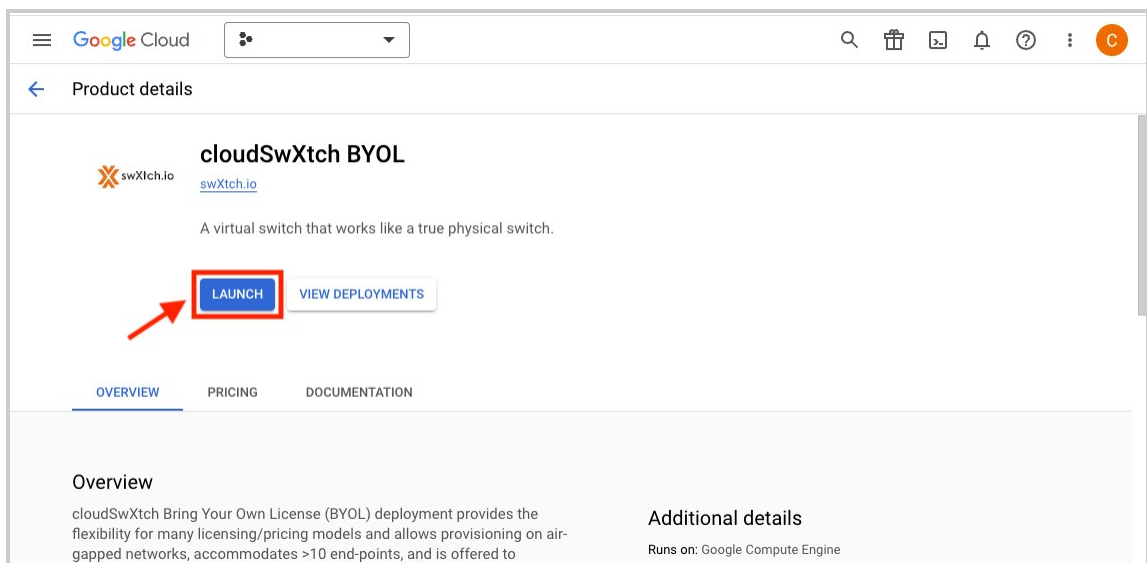 Google Cloud
C
Product details
swXtch.io
cloudSwXtch BYOL
swXtch.io
A virtual switch that works like a true physical switch.
LAUNCH
VIEW DEPLOYMENTS
OVERVIEW
PRICING
DOCUMENTATION
Overview
cloudSwXtch Bring Your Own License (BYOL) deployment provides the
flexibility for many licensing/pricing models and allows provisioning on air-
gapped networks, accommodates >10 end-points, and is offered to
Additional details
Runs on: Google Compute Engine